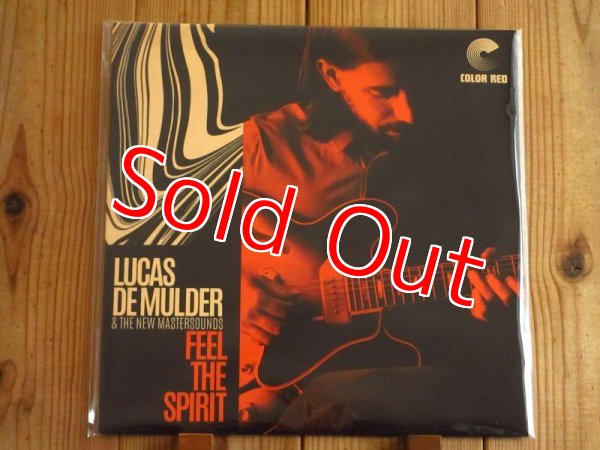 COLOR RED
Sold Out
LUCAS
DE MULDER
& THE NEW MASTERSOUNDS
FEEL
THE
SPIRIT